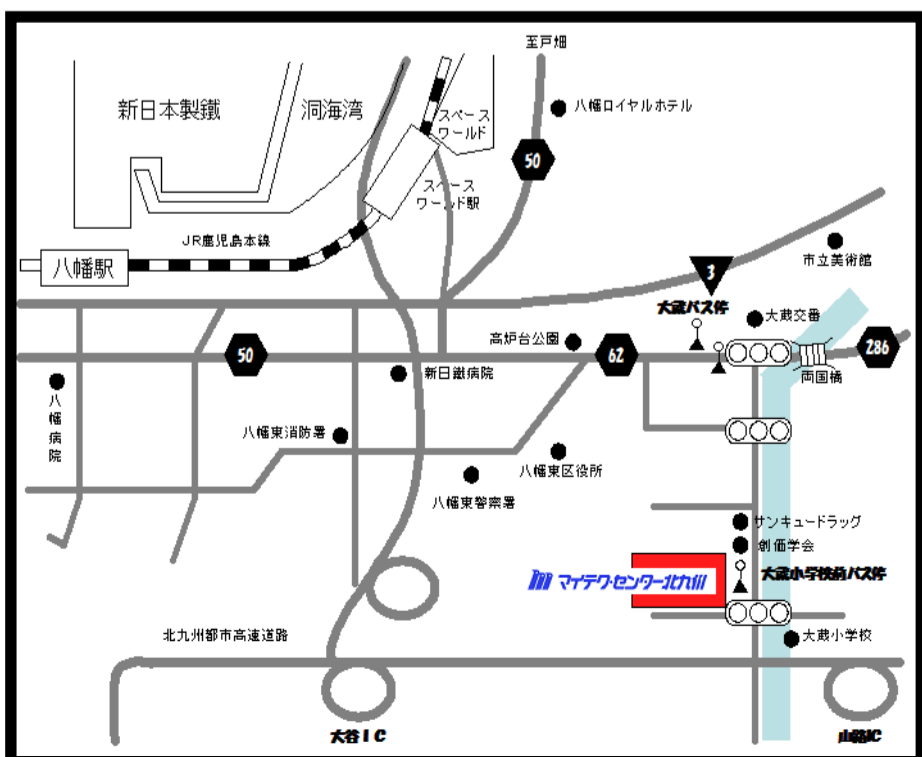 至戸畑
新日本製鐵
洞海湾
スペース
ワールド
八幡ロイヤルホテル
50
スペース
ワールド駅
JR鹿児島本線
八幡駅
市立美術館
3
大蔵バス停
大蔵交番
高炉台公園
50
62
286
両国橋
新日鐵病院
八幡病院
八幡東消防署
八幡東区役所
八幡東警察署
サンキュードラッグ
創価学会
マイテク・センター北九州
大蔵小学校前バス停
北九州都市高速道路
大蔵小学校
大谷IC
山路IC